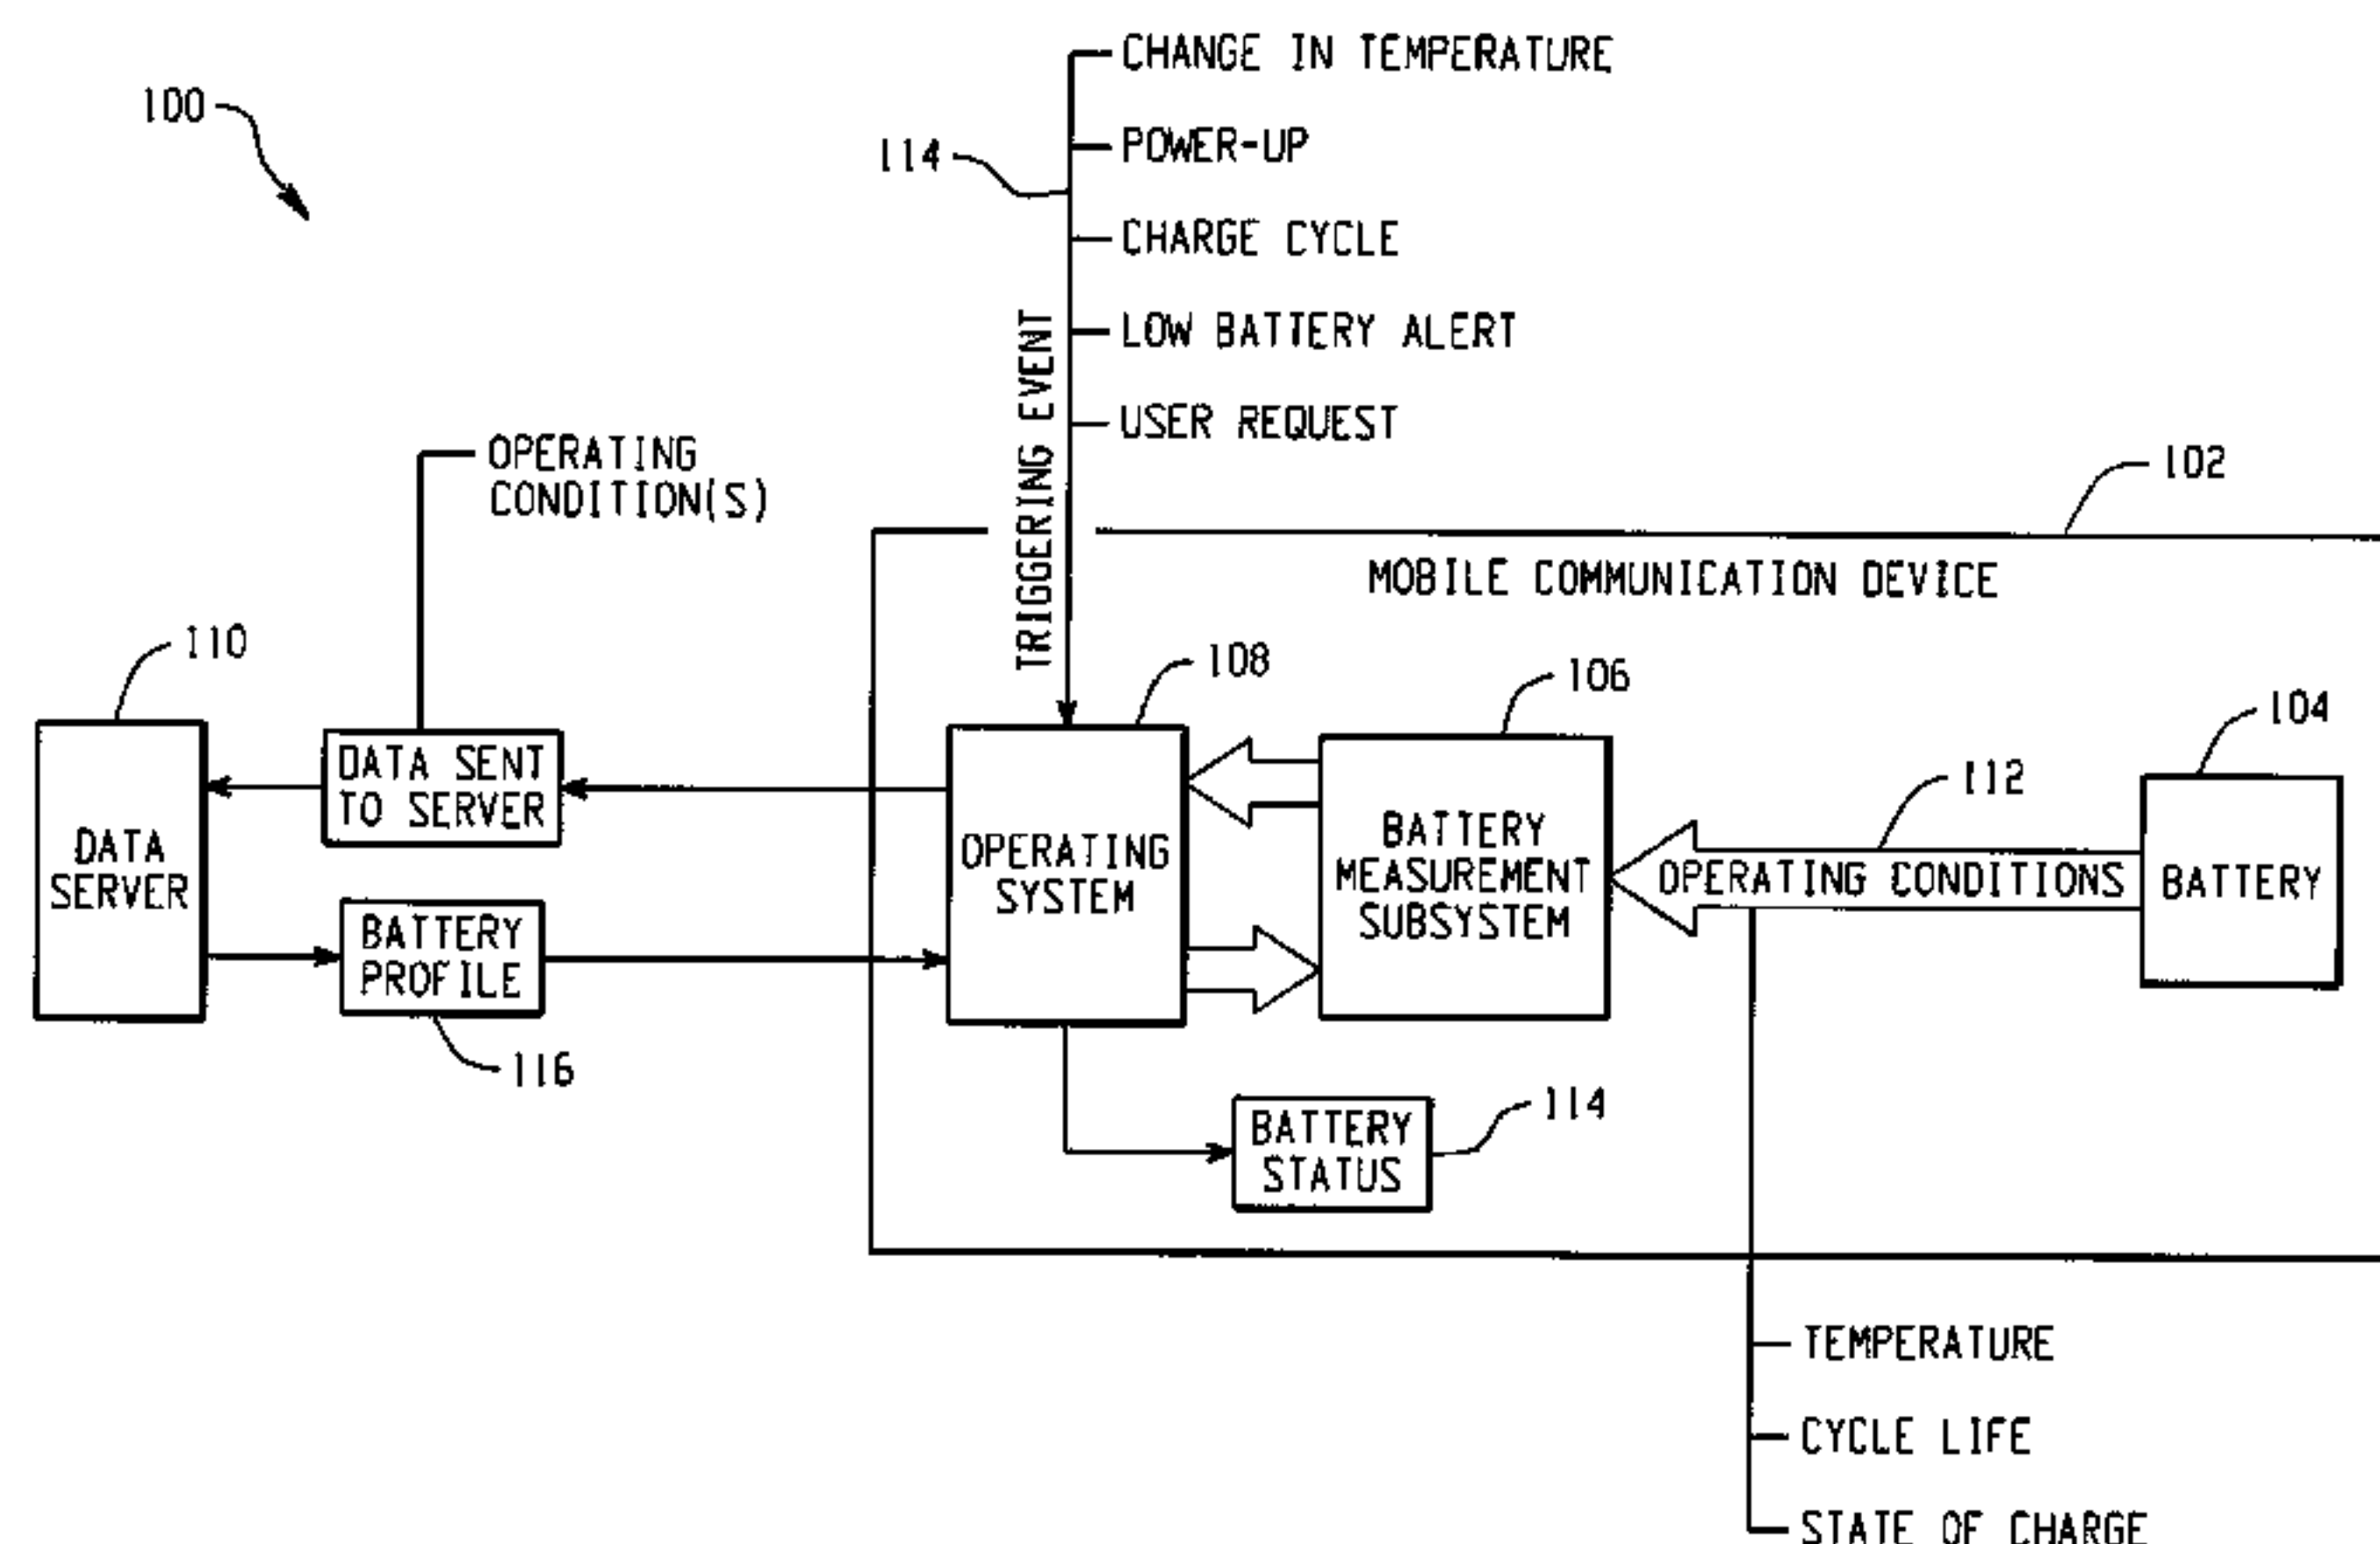 100
CHANGE IN TEMPERATURE
POWER-UP
114
CHARGE CYCLE
LOW BATTERY ALERT
USER REQUEST
TRIGGERING EVENT
OPERATING
CONDITION(S)
102
MOBILE COMMUNICATION DEVICE
110
108
106
104
112
DATA SENT
TO SERVER
DATA
SERVER
BATTERY
PROFILE
116
OPERATING
SYSTEM
BATTERY
MEASUREMENT
SUBSYSTEM
OPERATING CONDITIONS
BATTERY
BATTERY
STATUS
114
TEMPERATURE
CYCLE LIFE
STATE OF CHARGE